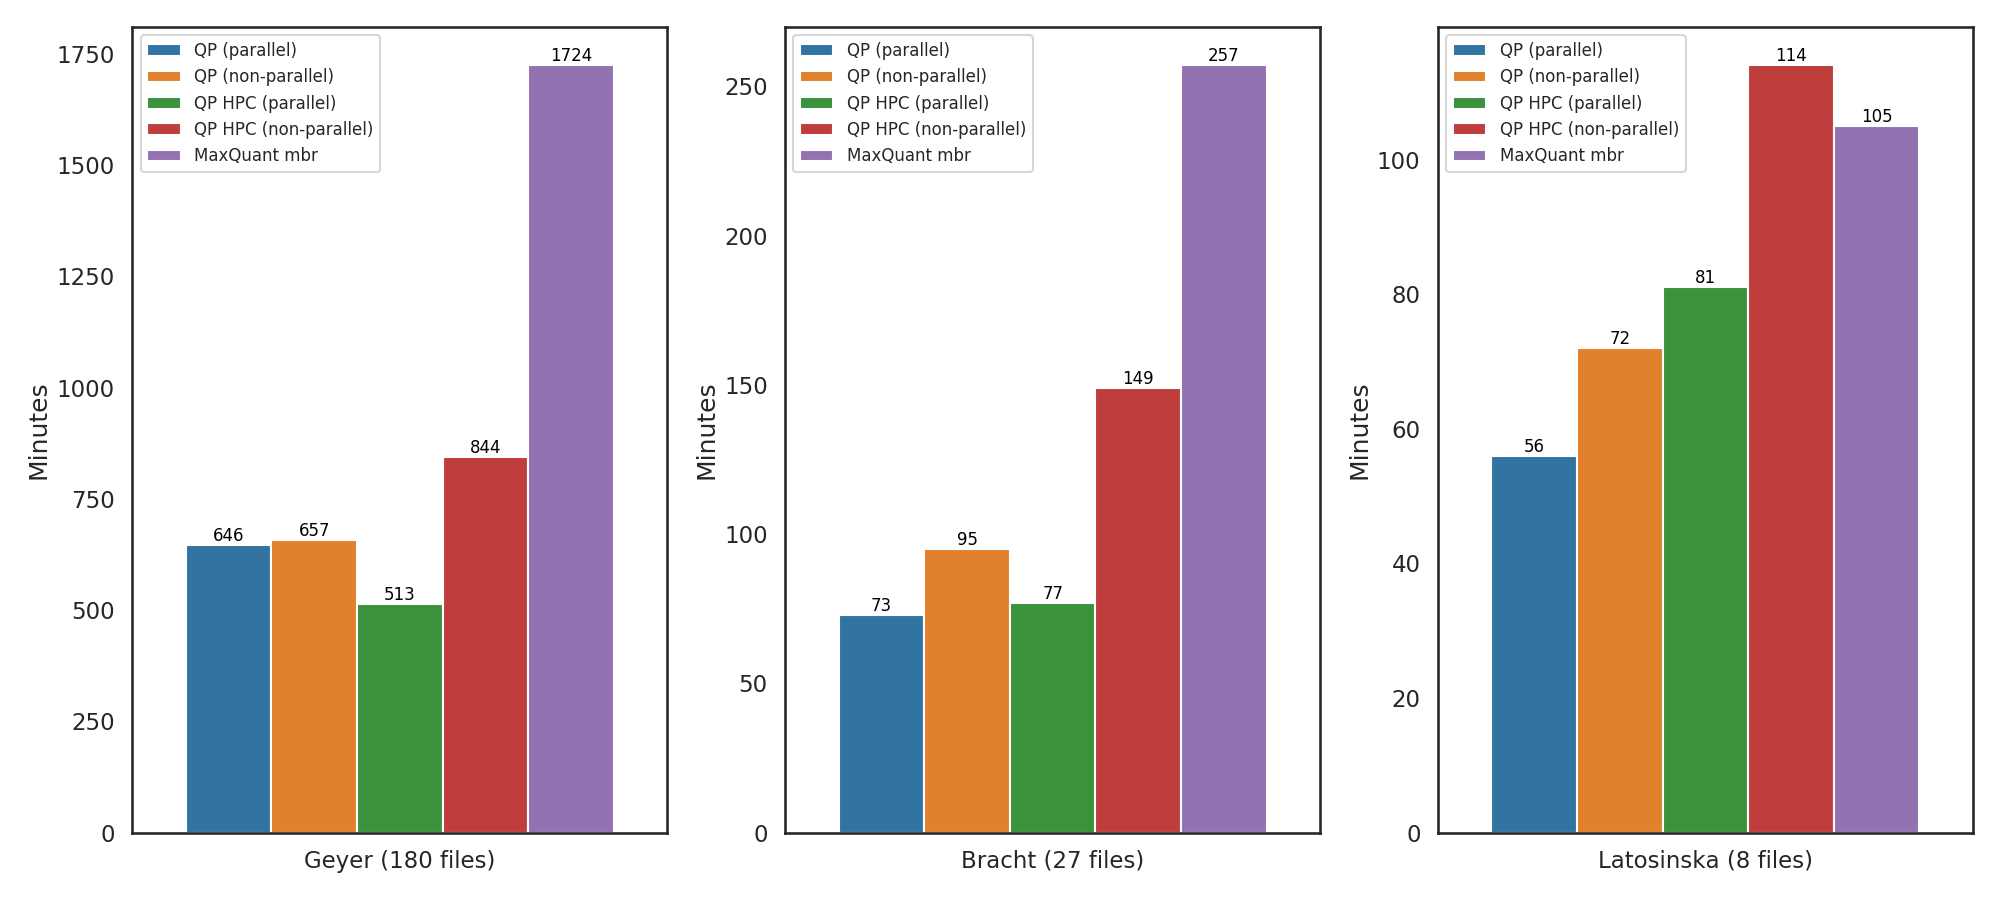 1750
1500
1250
1000
750
500
250
0
Minutes
QP (parallel)
QP (non-parallel)
QP HPC (parallel)
QP HPC (non-parallel)
MaxQuant mbr
646
657
513
844
1724
Geyer (180 files)
250
200
150
100
50
0
Minutes
QP (parallel)
QP (non-parallel)
QP HPC (parallel)
QP HPC (non-parallel)
MaxQuant mbr
73
95
77
149
257
Bracht (27 files)
100
80
60
40
20
0
Minutes
QP (parallel)
QP (non-parallel)
QP HPC (parallel)
QP HPC (non-parallel)
MaxQuant mbr
56
72
81
114
105
Latosinska (8 files)